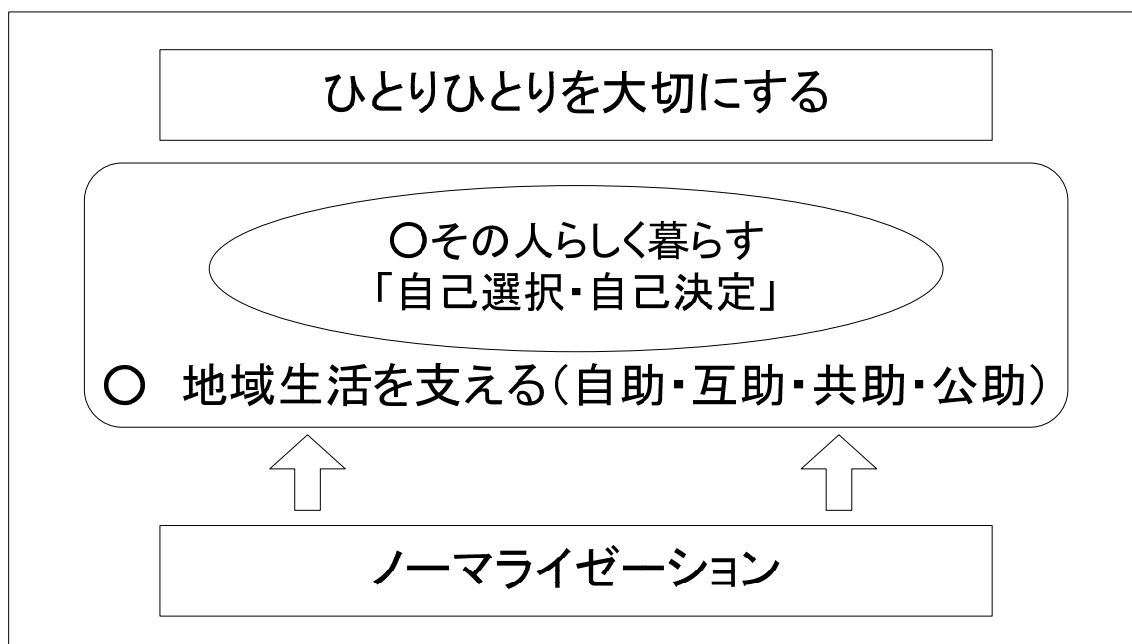 ひとりひとりを大切にする
○その人らしく暮らす
「自己選択・自己決定」
○　地域生活を支える(自助・互助・共助・公助)
ノーマライゼーション